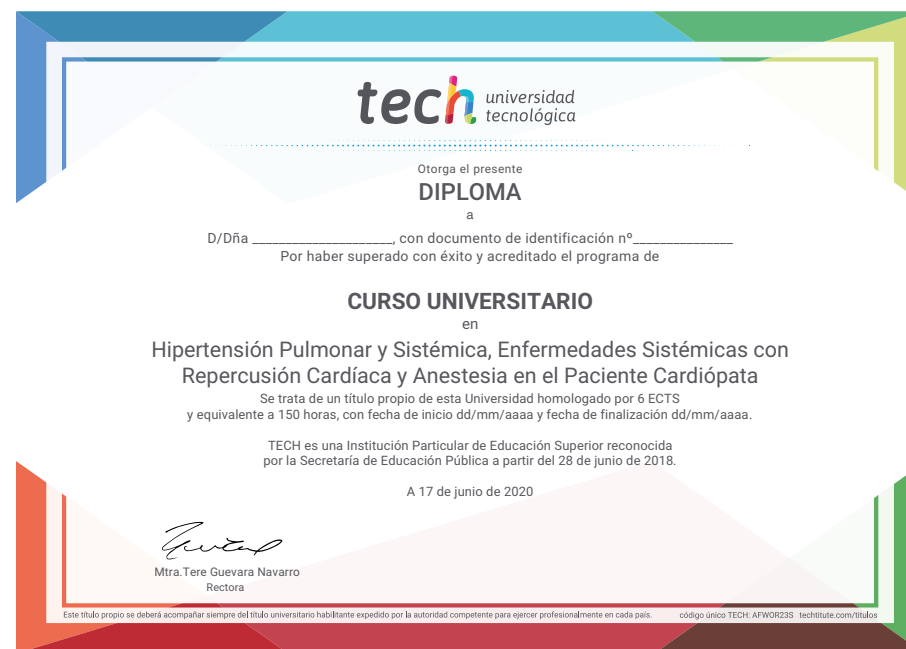 tech universidad
tecnológica
Otorga el presente
DIPLOMA
a
D/Dña _____________________, con documento de identificación nº_______________
Por haber superado con éxito y acreditado el programa de
CURSO UNIVERSITARIO
en
Hipertensión Pulmonar y Sistémica, Enfermedades Sistémicas con
Repercusión Cardíaca y Anestesia en el Paciente Cardiópata
Se trata de un título propio de esta Universidad homologado por 6 ECTS
y equivalente a 150 horas, con fecha de inicio dd/mm/aaaa y fecha de finalización dd/mm/aaaa.
TECH es una Institución Particular de Educación Superior reconocida
por la Secretaría de Educación Pública a partir del 28 de junio de 2018.
A 17 de junio de 2020
Mtra.Tere Guevara Navarro
Rectora
Este título propio se deberá acompañar siempre del título universitario habilitante expedido por la autoridad competente para ejercer profesionalmente en cada país. código único TECH: AFWOR23S techtitute.com/titulos